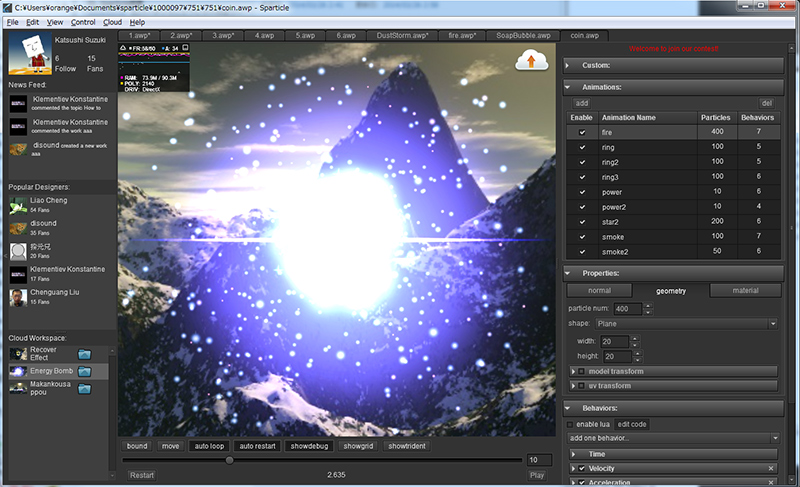 C:¥Users¥orange¥Documents¥sparticle¥1000097¥751¥751¥coin.awp - Sparticle
File Edit View Control Cloud Help
Katsushi Suzuki
6 15
Follow Fans
News Feed:
Klementiev Konstantine
commented the topic How to
Klementiev Konstantine
commented the work aaa
disound created a new work
aaa
Popular Designers:
Liao Cheng
54 Fans
disound
35 Fans
20 Fans
Klementiev Konstantine
17 Fans
Chenguang Liu
15 Fans
Cloud Workspace:
Recover
Effect
Energy Bomb
Makankousa
ppou
1.awp* 2.awp* 3.awp* 4.awp 5.awp 6.awp DustStorm.awp* fire.awp* SoapBubble.awp coin.awp
FR: 56/60 A: 34
RAM: 73.9M / 90.3M
POLY: 2140
DRIV: DirectX
bound move auto loop auto restart showdebug showgrid showtrident
10
Restart 2.635 Play
Welcome to join our contest!
Custom:
Animations:
add del
Enable Animation Name Particles Behaviors
fire 400 7
ring 100 5
ring2 100 5
ring3 100 6
power 10 6
power2 10 4
star2 200 6
smoke 100 7
smoke2 50 6
Properties:
normal geometry material
particle num: 400
shape: Plane
width: 20
height: 20
model transform
uv transform
Behaviors:
enable lua edit code
add one behavior...
Time
Velocity
Acceleration